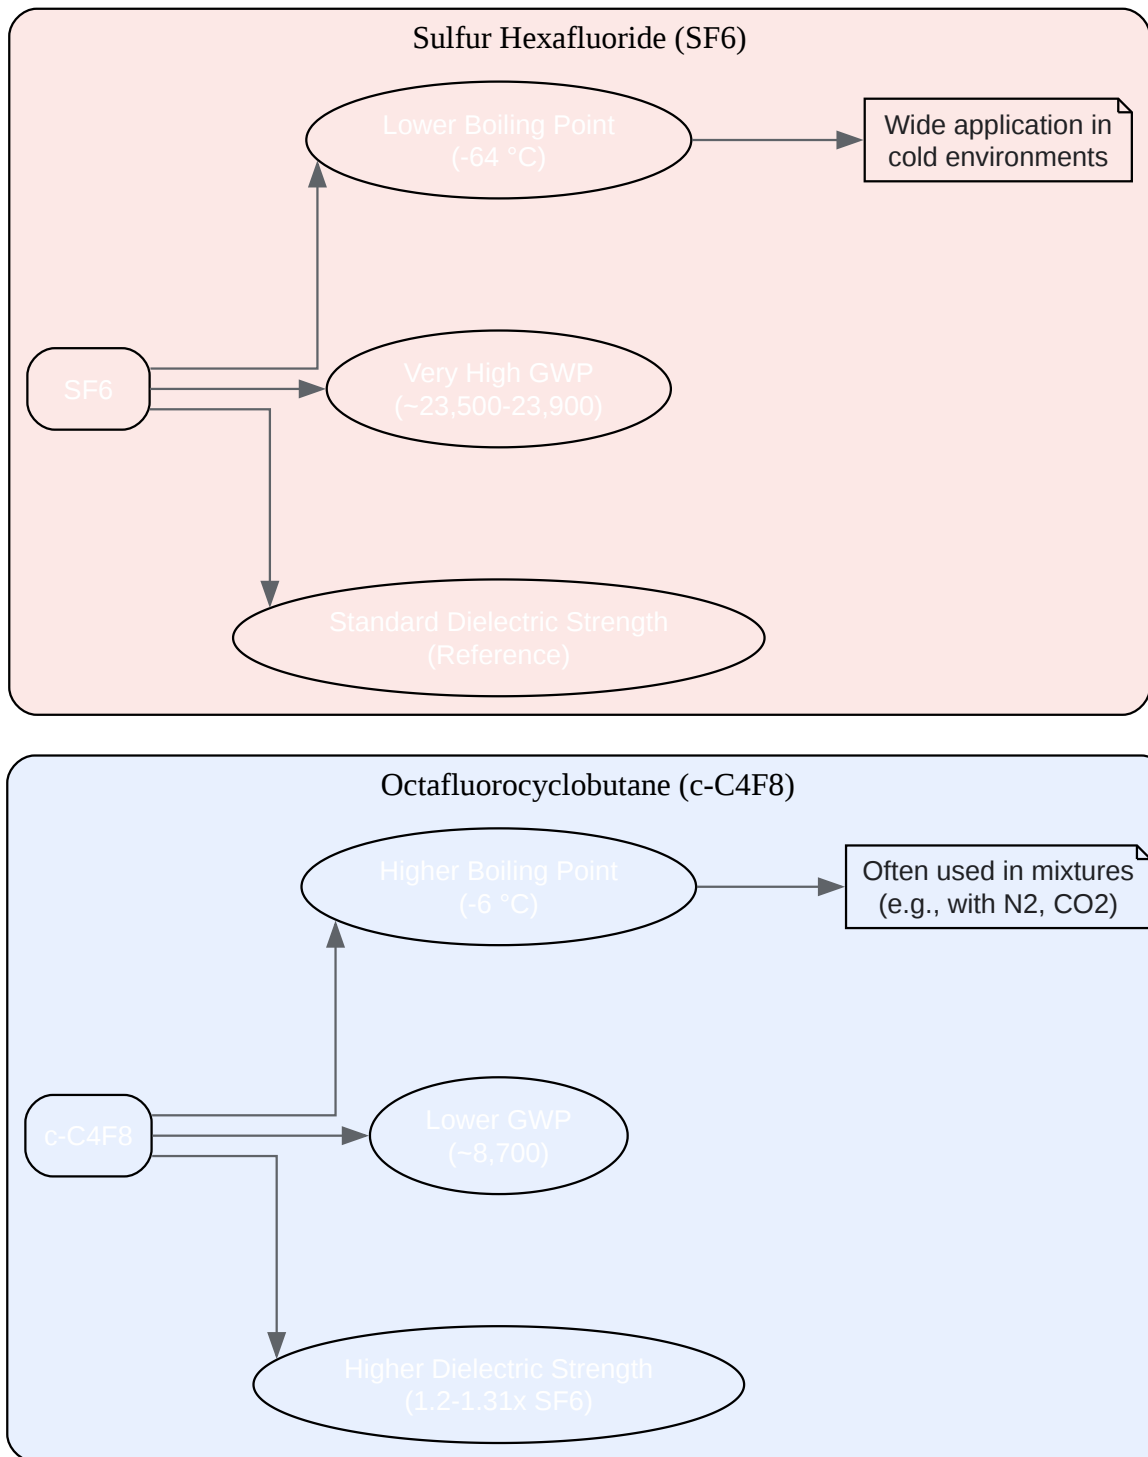 Sulfur Hexafluoride (SF6)
Lower Boiling Point
(-64 °C)
Wide application in
cold environments
SF6
Very High GWP
(~23,500-23,900)
Standard Dielectric Strength
(Reference)
Octafluorocyclobutane (c-C4F8)
Higher Boiling Point
(-6 °C)
Often used in mixtures
(e.g., with N2, CO2)
c-C4F8
Lower GWP
(~8,700)
Higher Dielectric Strength
(1.2-1.31x SF6)